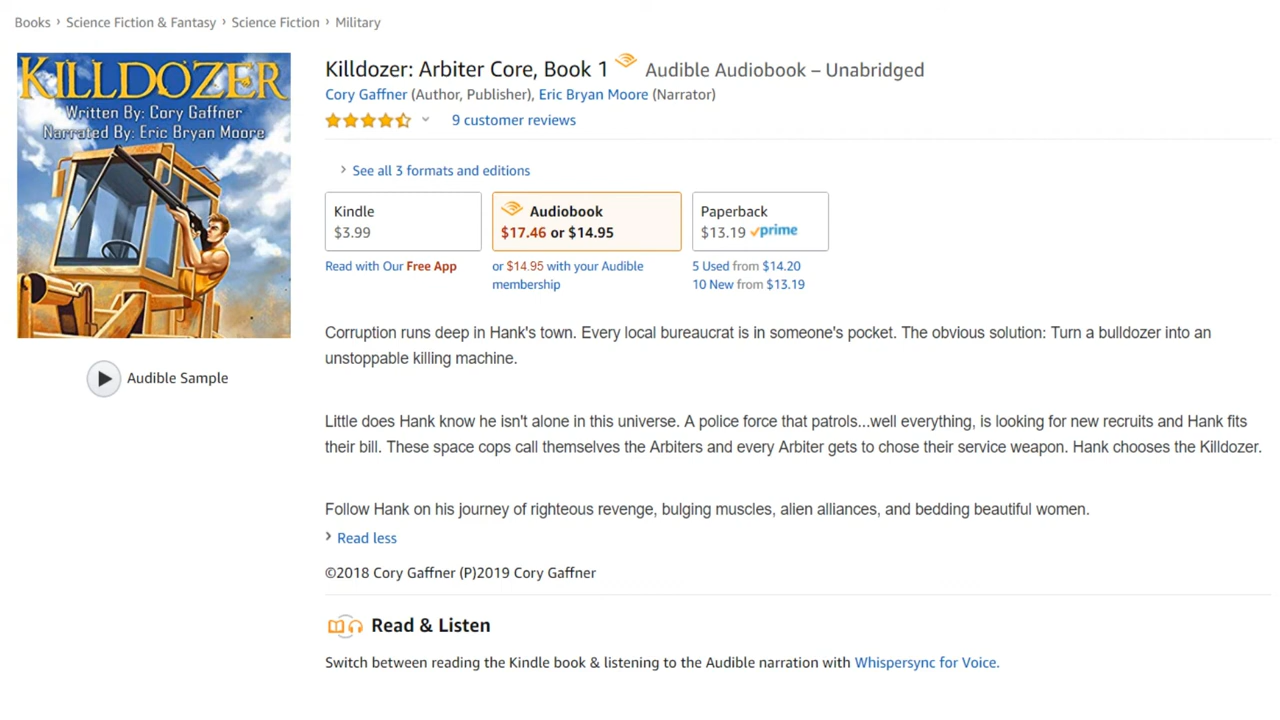 Books › Science Fiction & Fantasy › Science Fiction › Military
KILLDOZER
Written By: Cory Gaffner
Narrated By: Eric Bryan Moore
Audible Sample
Killdozer: Arbiter Core, Book 1 Audible Audiobook – Unabridged
Cory Gaffner (Author, Publisher), Eric Bryan Moore (Narrator)
9 customer reviews
See all 3 formats and editions
Kindle
$3.99
Read with Our Free App
Audiobook
$17.46 or $14.95
or $14.95 with your Audible
membership
Paperback
$13.19 prime
5 Used from $14.20
10 New from $13.19
Corruption runs deep in Hank's town. Every local bureaucrat is in someone's pocket. The obvious solution: Turn a bulldozer into an
unstoppable killing machine.
Little does Hank know he isn't alone in this universe. A police force that patrols...well everything, is looking for new recruits and Hank fits
their bill. These space cops call themselves the Arbiters and every Arbiter gets to chose their service weapon. Hank chooses the Killdozer.
Follow Hank on his journey of righteous revenge, bulging muscles, alien alliances, and bedding beautiful women.
Read less
©2018 Cory Gaffner (P)2019 Cory Gaffner
Read & Listen
Switch between reading the Kindle book & listening to the Audible narration with Whispersync for Voice.